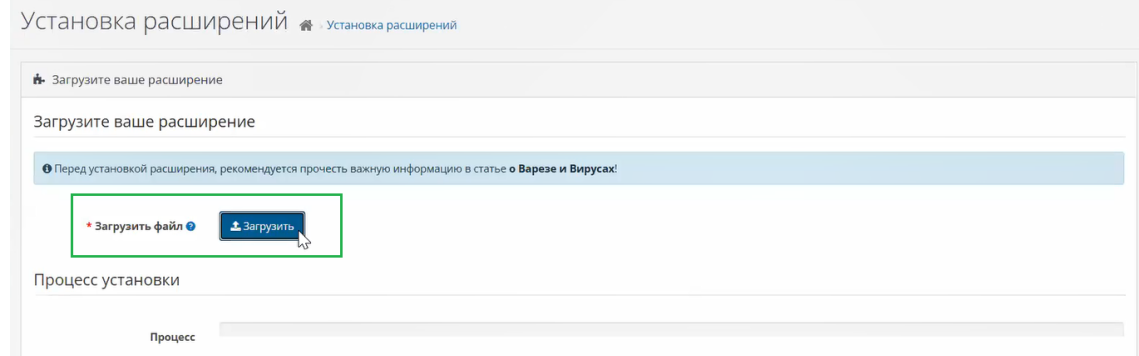 Установка расширений › Установка расширений
Загрузите ваше расширение
Загрузите ваше расширение
Перед установкой расширения, рекомендуется прочесть важную информацию в статье о Варезе и Вирусах!
* Загрузить файл Загрузить
Процесс установки
Процесс